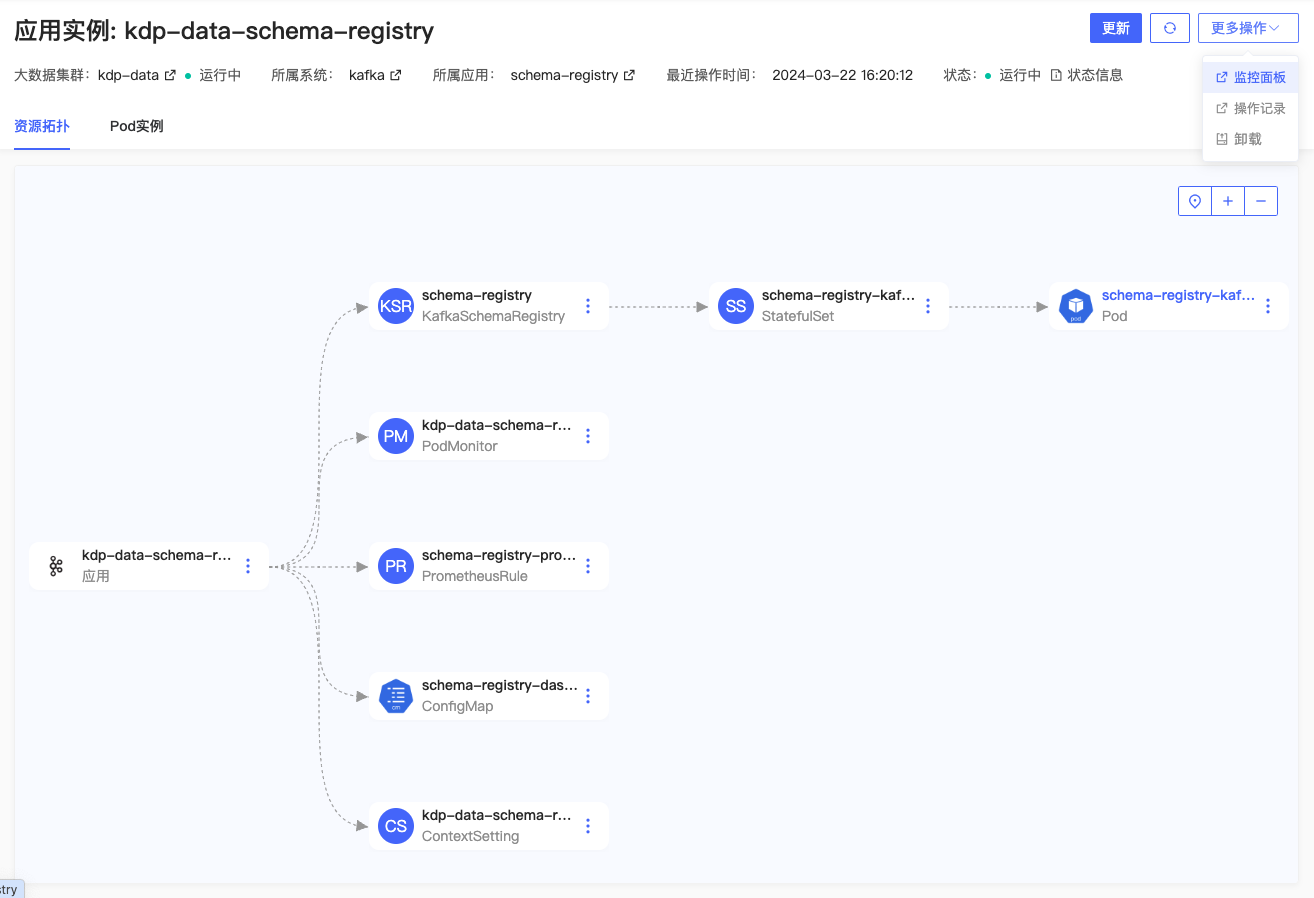 应用实例: kdp-data-schema-registry
更新
更多操作
大数据集群: kdp-data 运行中 所属系统: kafka 所属应用: schema-registry 最近操作时间: 2024-03-22 16:20:12 状态: 运行中 状态信息
监控面板
操作记录
卸载
资源拓扑 Pod实例
KSR
schema-registry
KafkaSchemaRegistry
SS
schema-registry-kaf...
StatefulSet
pod
schema-registry-kaf...
Pod
PM
kdp-data-schema-r...
PodMonitor
kdp-data-schema-r...
应用
PR
schema-registry-pro...
PrometheusRule
cm
schema-registry-das...
ConfigMap
CS
kdp-data-schema-r...
ContextSetting
stry